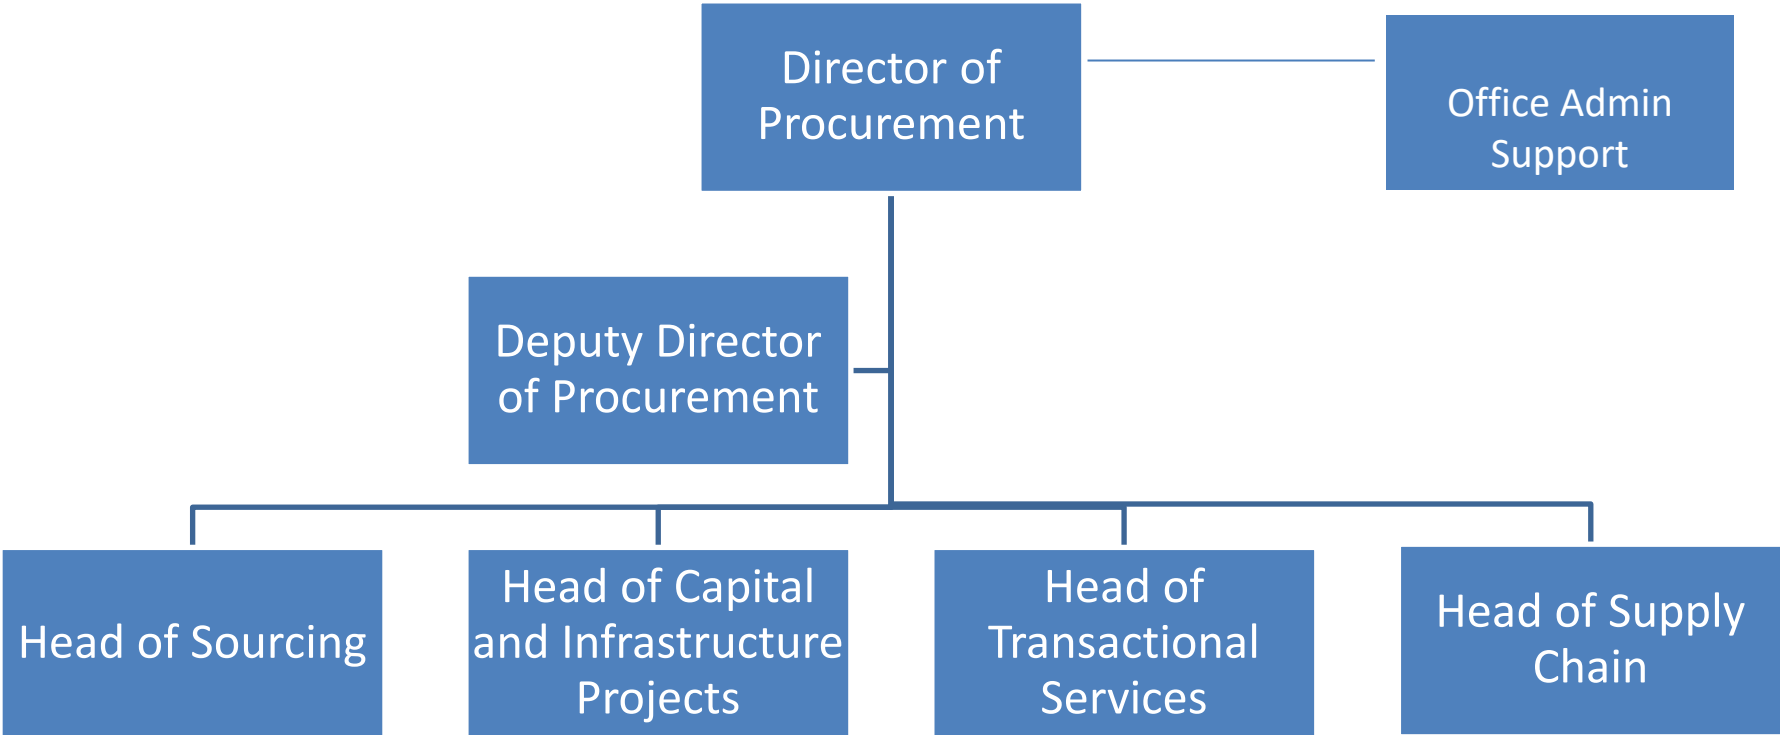 Director of
Procurement
Office Admin
Support
Deputy Director
of Procurement
Head of Sourcing
Head of Capital
and Infrastructure
Projects
Head of
Transactional
Services
Head of Supply
Chain